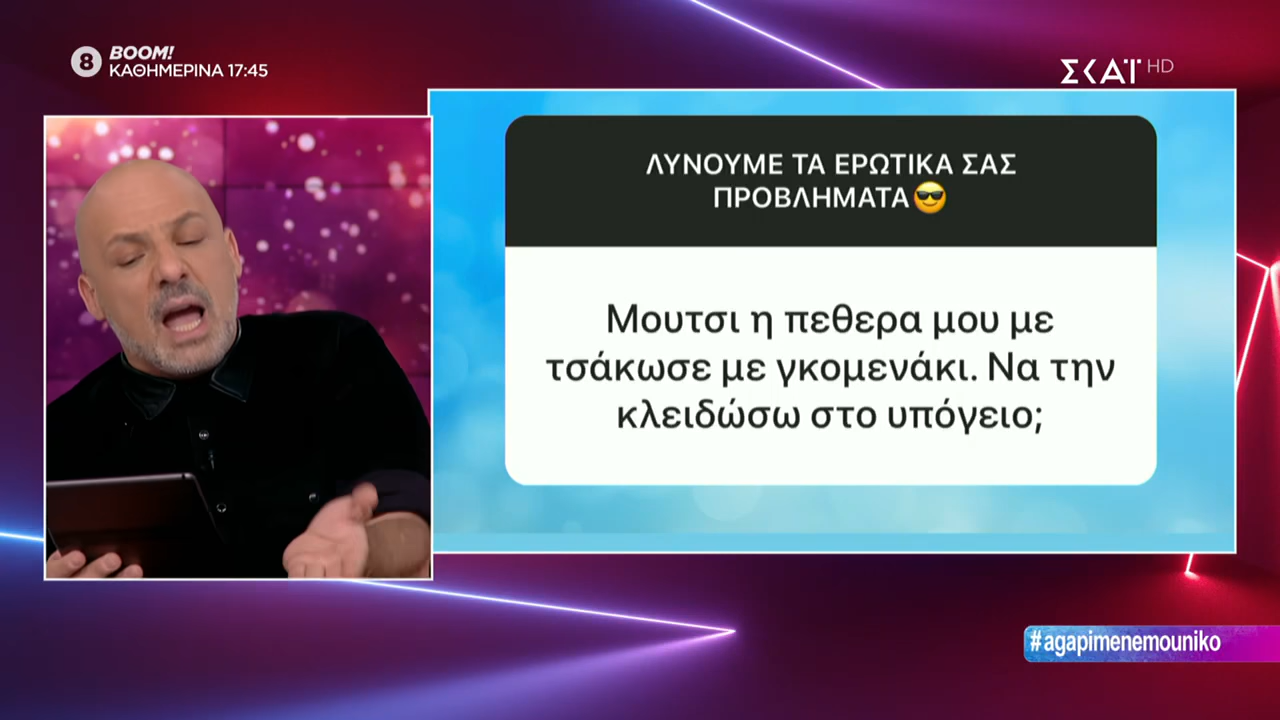 8 BOOM!
ΚΑΘΗΜΕΡΙΝΑ 17:45
ΣΚΑΪ HD
ΛΥΝΟΥΜΕ ΤΑ ΕΡΩΤΙΚΑ ΣΑΣ
ΠΡΟΒΛΗΜΑΤΑ😎
Μουτσι η πεθερα μου με
τσάκωσε με γκομενάκι. Να την
κλειδώσω στο υπόγειο;
#agapimenemouniko